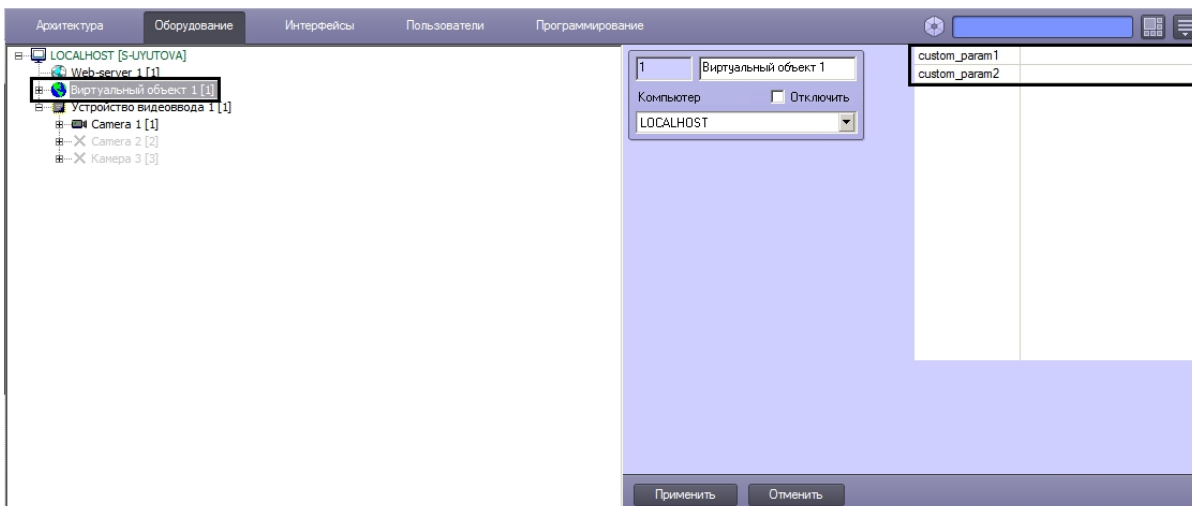 Архитектура Оборудование Интерфейсы Пользователи Программирование
LOCALHOST [S-UYUTOVA]
Web-server 1 [1]
Виртуальный объект 1 [1]
Устройство видеоввода 1 [1]
Camera 1 [1]
Camera 2 [2]
Камера 3 [3]
1 Виртуальный объект 1
Компьютер Отключить
LOCALHOST
custom_param1
custom_param2
Применить Отменить